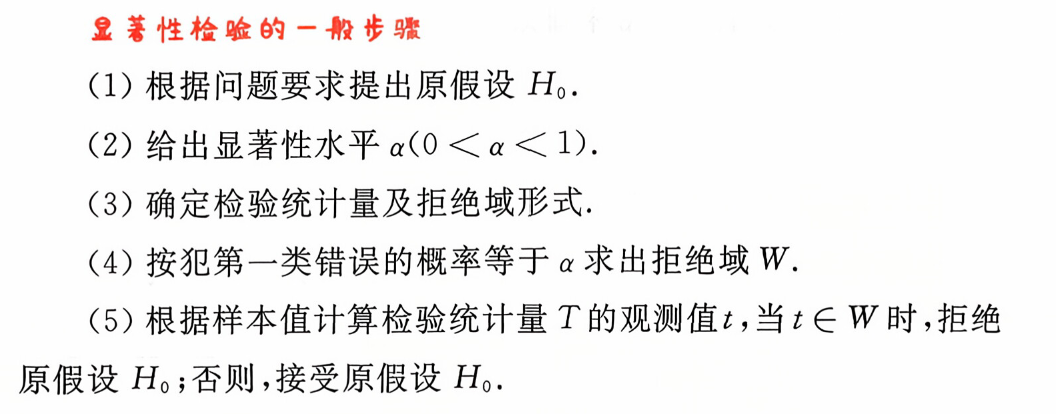 显著性检验的一般步骤
(1) 根据问题要求提出原假设 H₀.
(2) 给出显著性水平 α(0 < α < 1).
(3) 确定检验统计量及拒绝域形式.
(4) 按犯第一类错误的概率等于 α 求出拒绝域 W.
(5) 根据样本值计算检验统计量 T 的观测值 t,当 t ∈ W 时,拒绝
原假设 H₀;否则,接受原假设 H₀.